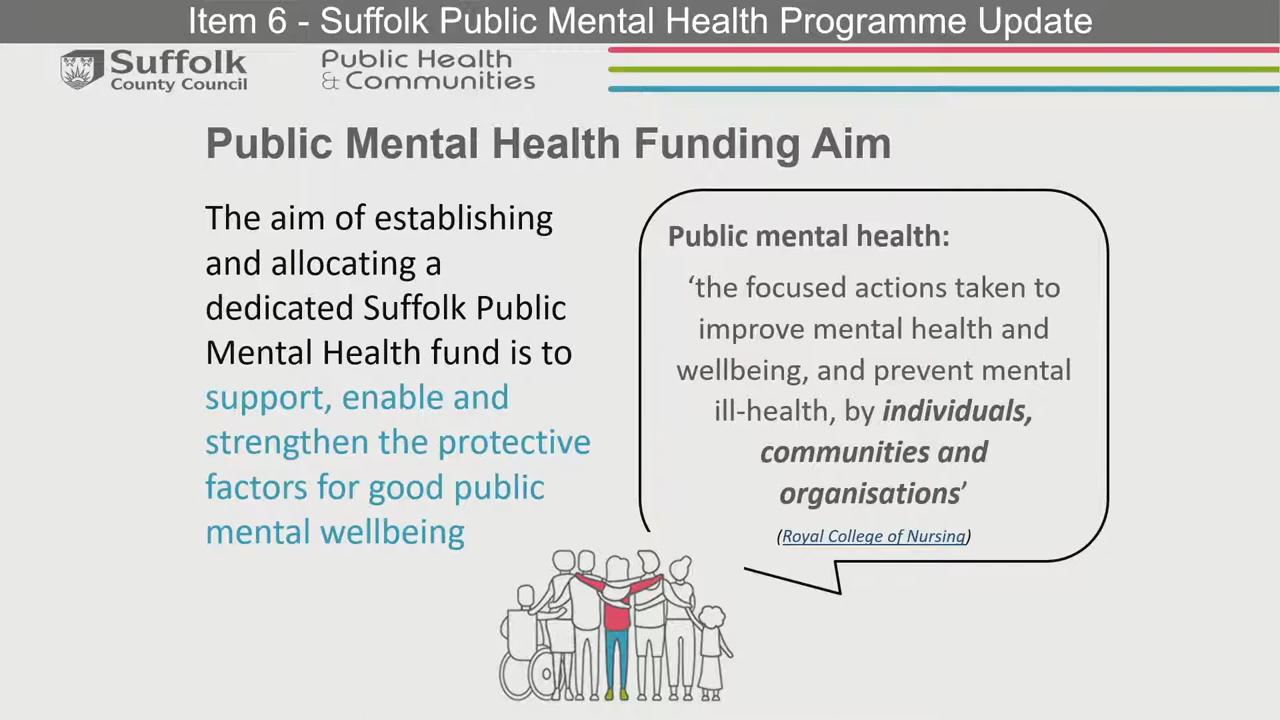 Item 6 - Suffolk Public Mental Health Programme Update
Suffolk
County Council
Public Health
& Communities
Public Mental Health Funding Aim
The aim of establishing
and allocating a
dedicated Suffolk Public
Mental Health fund is to
support, enable and
strengthen the protective
factors for good public
mental wellbeing
Public mental health:
‘the focused actions taken to
improve mental health and
wellbeing, and prevent mental
ill-health, by individuals,
communities and
organisations’
(Royal College of Nursing)